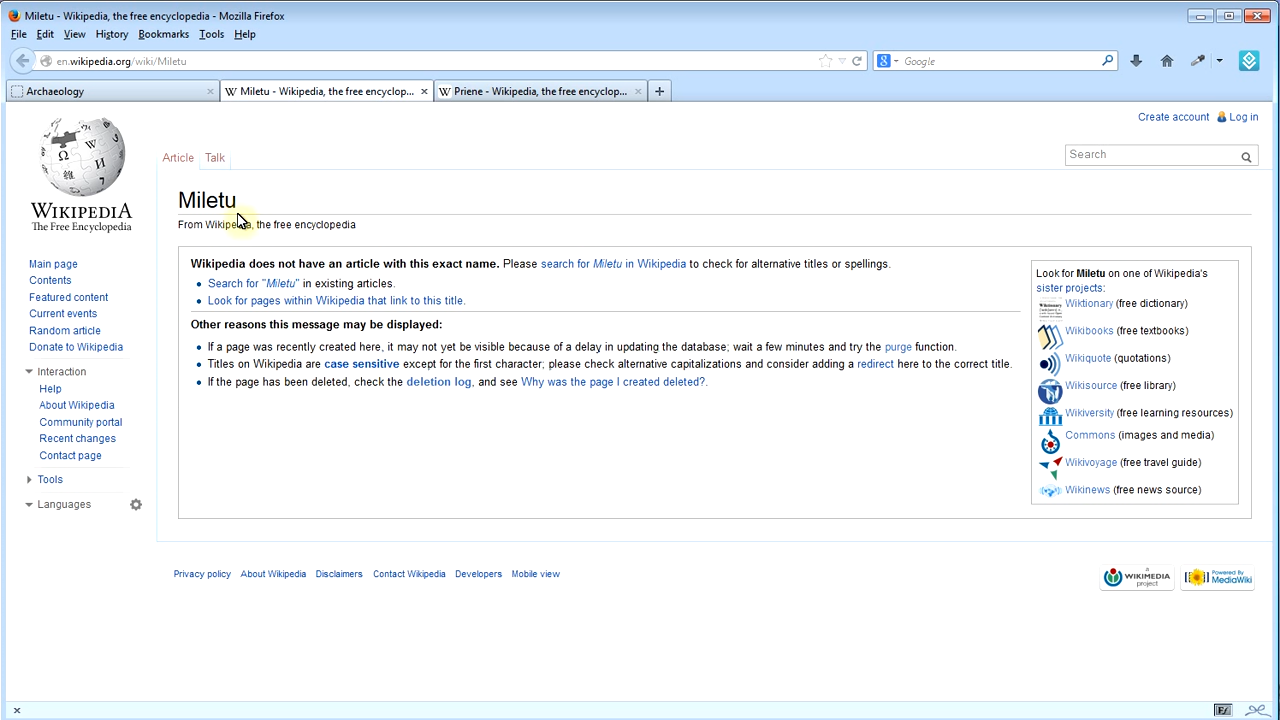 Miletu - Wikipedia, the free encyclopedia - Mozilla Firefox
File Edit View History Bookmarks Tools Help
en.wikipedia.org/wiki/Miletu
Google
Archaeology
Miletu - Wikipedia, the free encyclop...
Priene - Wikipedia, the free encyclop...
Create account Log in
Article Talk
Search
WIKIPEDIA
The Free Encyclopedia
Main page
Contents
Featured content
Current events
Random article
Donate to Wikipedia
Interaction
Help
About Wikipedia
Community portal
Recent changes
Contact page
Tools
Languages
Miletu
From Wikipedia, the free encyclopedia
Wikipedia does not have an article with this exact name. Please search for Miletu in Wikipedia to check for alternative titles or spellings.
• Search for "Miletu" in existing articles.
• Look for pages within Wikipedia that link to this title.
Other reasons this message may be displayed:
• If a page was recently created here, it may not yet be visible because of a delay in updating the database; wait a few minutes and try the purge function.
• Titles on Wikipedia are case sensitive except for the first character; please check alternative capitalizations and consider adding a redirect here to the correct title.
• If the page has been deleted, check the deletion log, and see Why was the page I created deleted?.
Look for Miletu on one of Wikipedia's
sister projects:
Wiktionary (free dictionary)
Wikibooks (free textbooks)
Wikiquote (quotations)
Wikisource (free library)
Wikiversity (free learning resources)
Commons (images and media)
Wikivoyage (free travel guide)
Wikinews (free news source)
Privacy policy About Wikipedia Disclaimers Contact Wikipedia Developers Mobile view
a
WIKIMEDIA
project
Powered By
MediaWiki